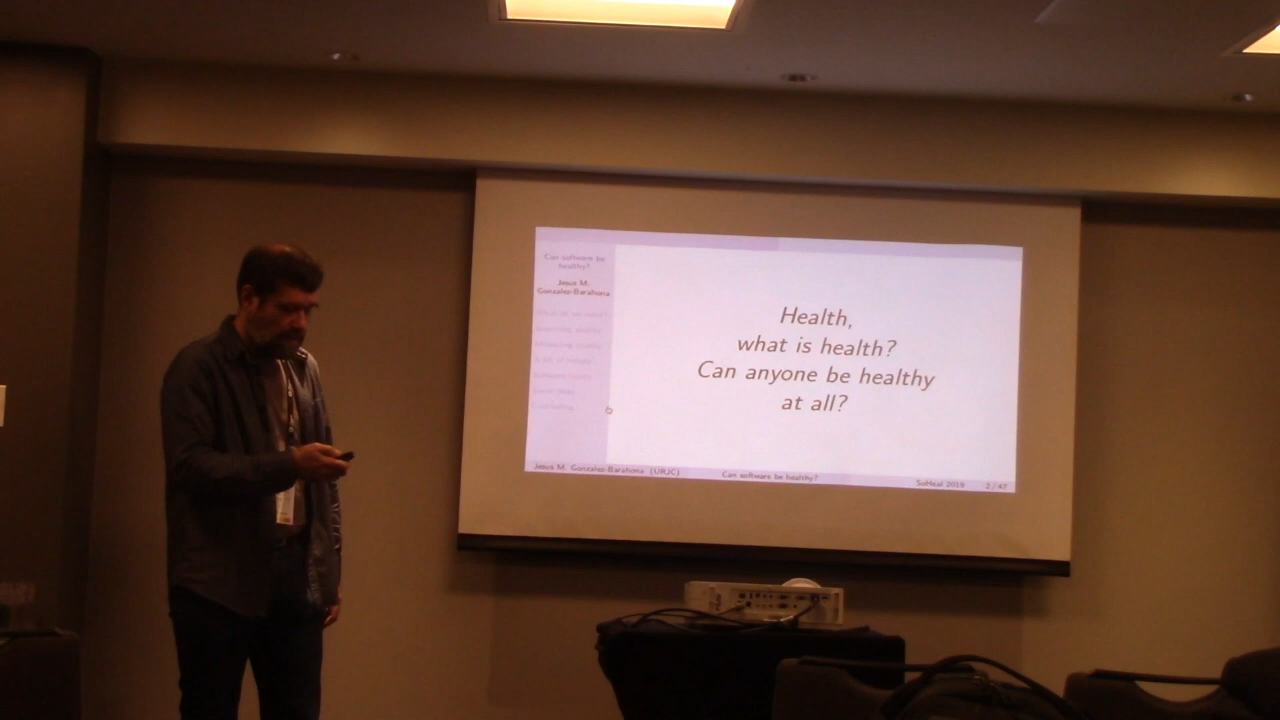 Can software be
healthy?
Jesus M.
Gonzalez-Barahona
Health,
what is health?
Can anyone be healthy
at all?
Jesus M. Gonzalez-Barahona (URJC)
Can software be healthy?
SoHeal 2019
2 / 47